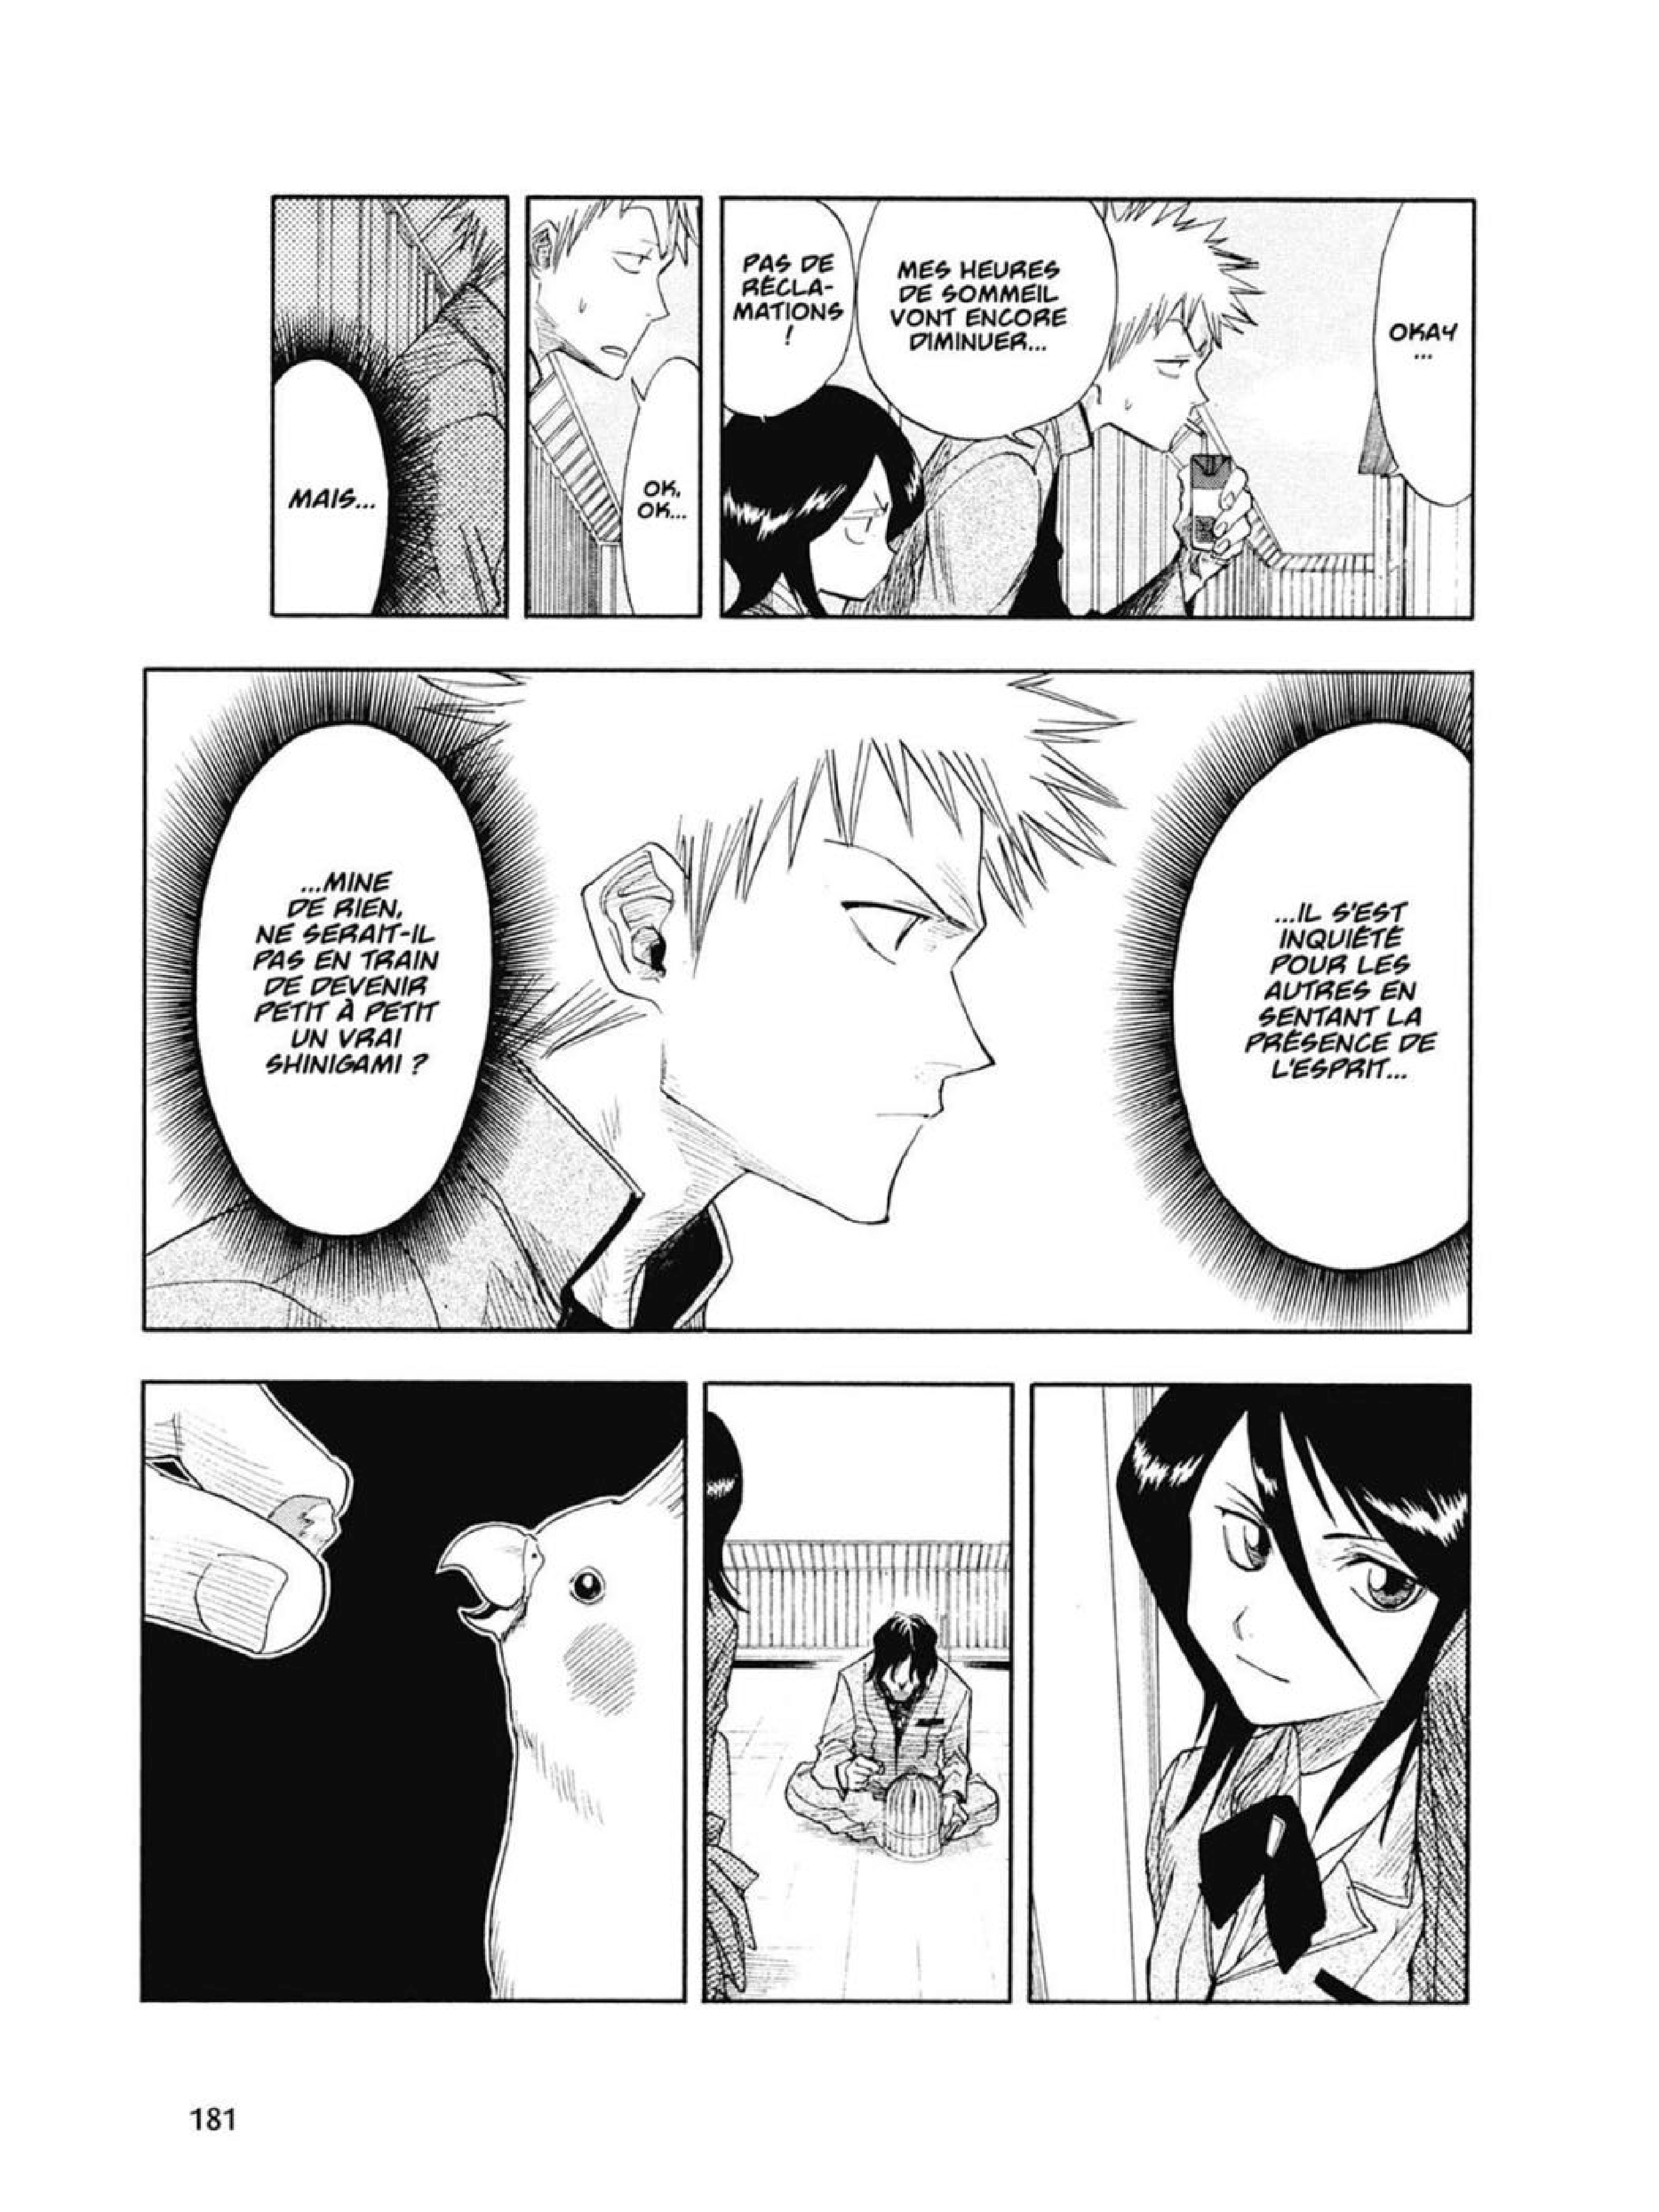 OKAY
...
MES HEURES
DE SOMMEIL
VONT ENCORE
DIMINUER...
PAS DE
RÉCLA-
MATIONS
!
OK,
OK...
MAIS...
...IL S'EST
INQUIÉTÉ
POUR LES
AUTRES EN
SENTANT LA
PRÉSENCE DE
L'ESPRIT...
...MINE
DE RIEN,
NE SERAIT-IL
PAS EN TRAIN
DE DEVENIR
PETIT À PETIT
UN VRAI
SHINIGAMI ?
181